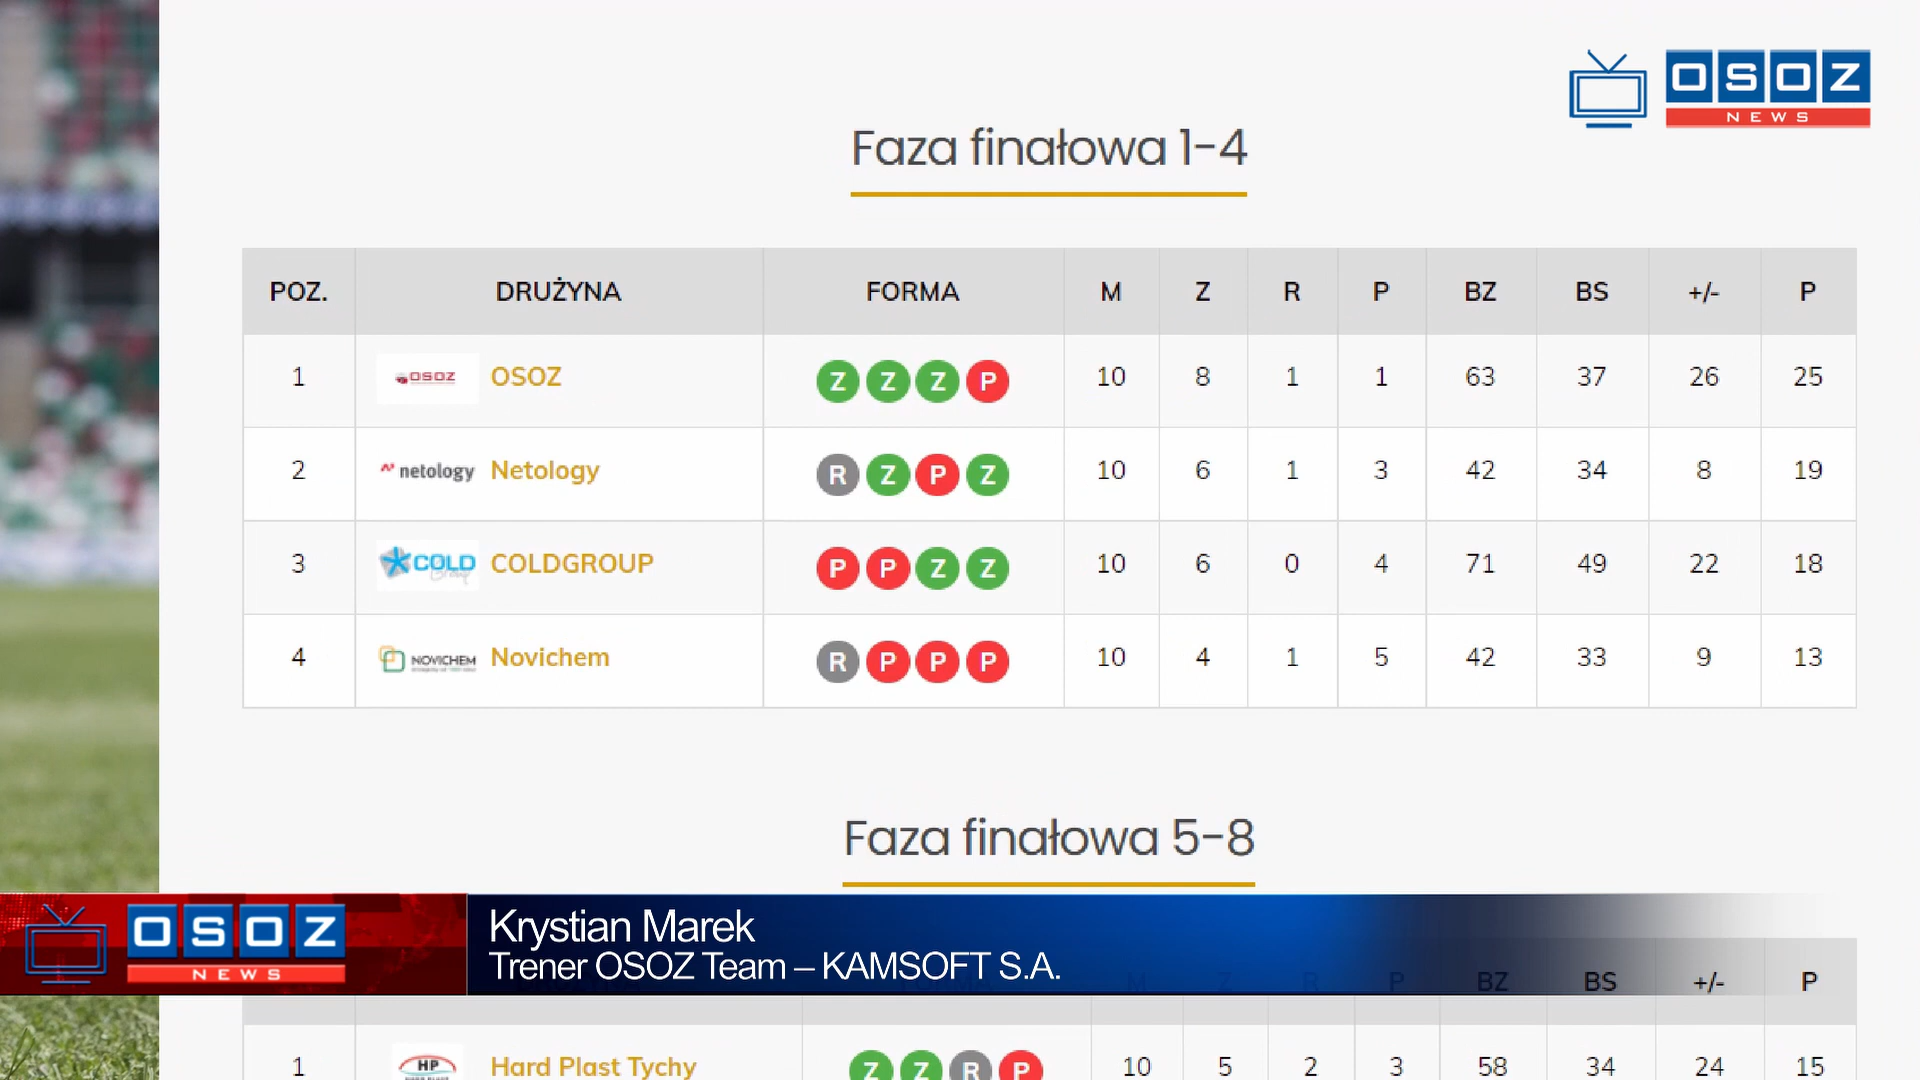 OSOZ
NEWS
Faza finałowa 1-4
POZ. DRUŻYNA FORMA M Z R P BZ BS +/- P
1 OSOZ OSOZ Z Z Z P 10 8 1 1 63 37 26 25
2 netology Netology R Z P Z 10 6 1 3 42 34 8 19
3 COLD Group COLDGROUP P P Z Z 10 6 0 4 71 49 22 18
4 NOVICHEM Novichem R P P P 10 4 1 5 42 33 9 13
Faza finałowa 5-8
OSOZ
NEWS
Krystian Marek
Trener OSOZ Team – KAMSOFT S.A.
M Z R P BZ BS +/- P
1 HP Hard Plast Tychy Z Z R P 10 5 2 3 58 34 24 15